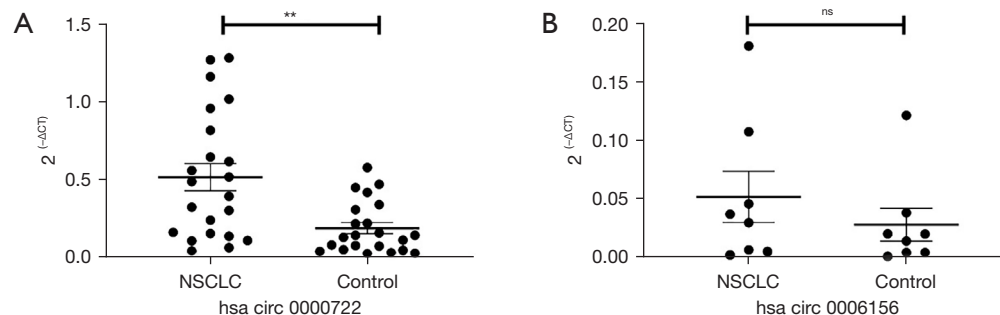 A
**
1.5
1.0
0.5
0.0
2 (−ΔCT)
NSCLC Control
hsa circ 0000722
B
ns
0.20
0.15
0.10
0.05
0.00
2 (−ΔCT)
NSCLC Control
hsa circ 0006156